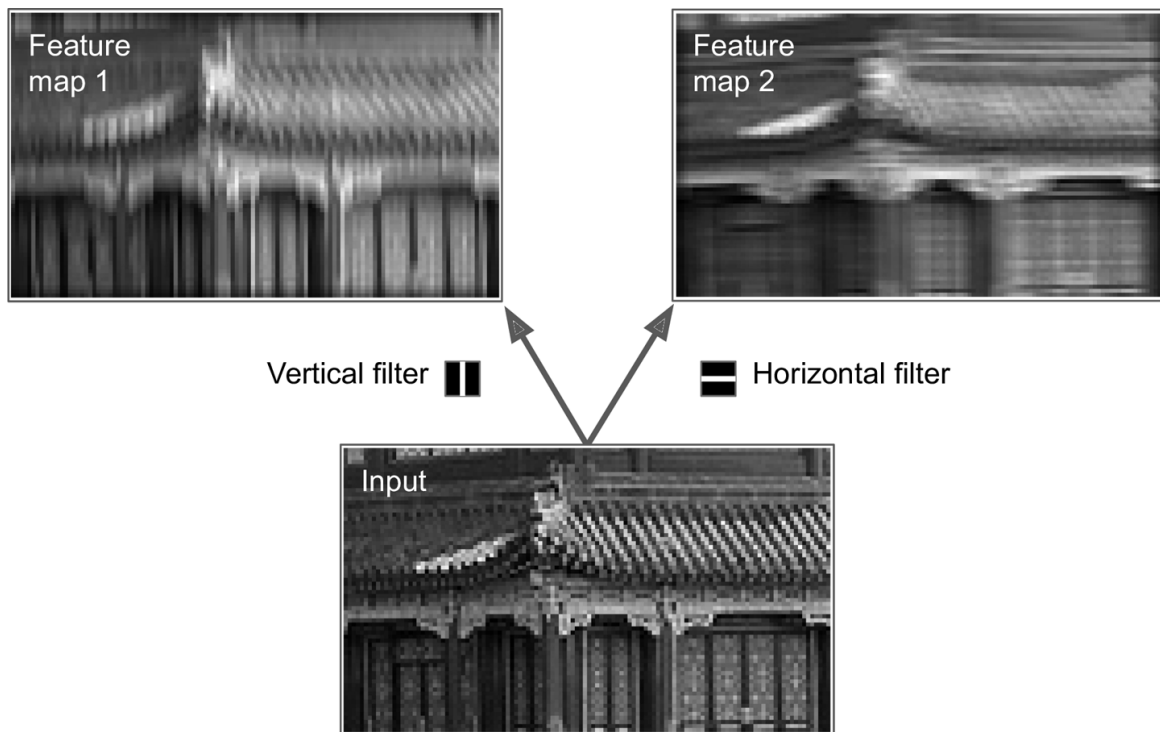 Feature
map 1
Feature
map 2
Vertical filter
Horizontal filter
Input